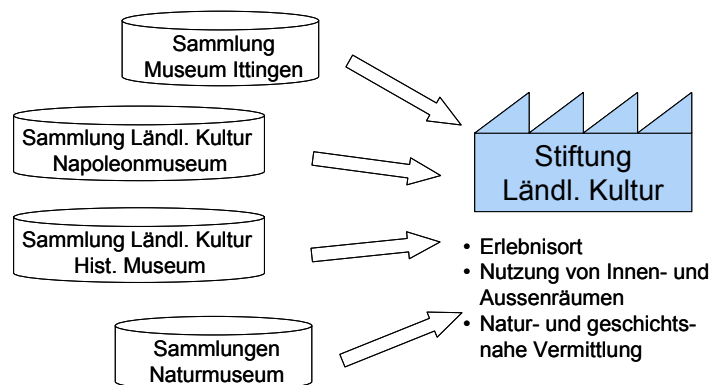 Sammlung
Museum Ittingen
Sammlung Ländl. Kultur
Napoleonmuseum
Sammlung Ländl. Kultur
Hist. Museum
Sammlungen
Naturmuseum
Stiftung
Ländl. Kultur
• Erlebnisort
• Nutzung von Innen- und
Aussenräumen
• Natur- und geschichts-
nahe Vermittlung